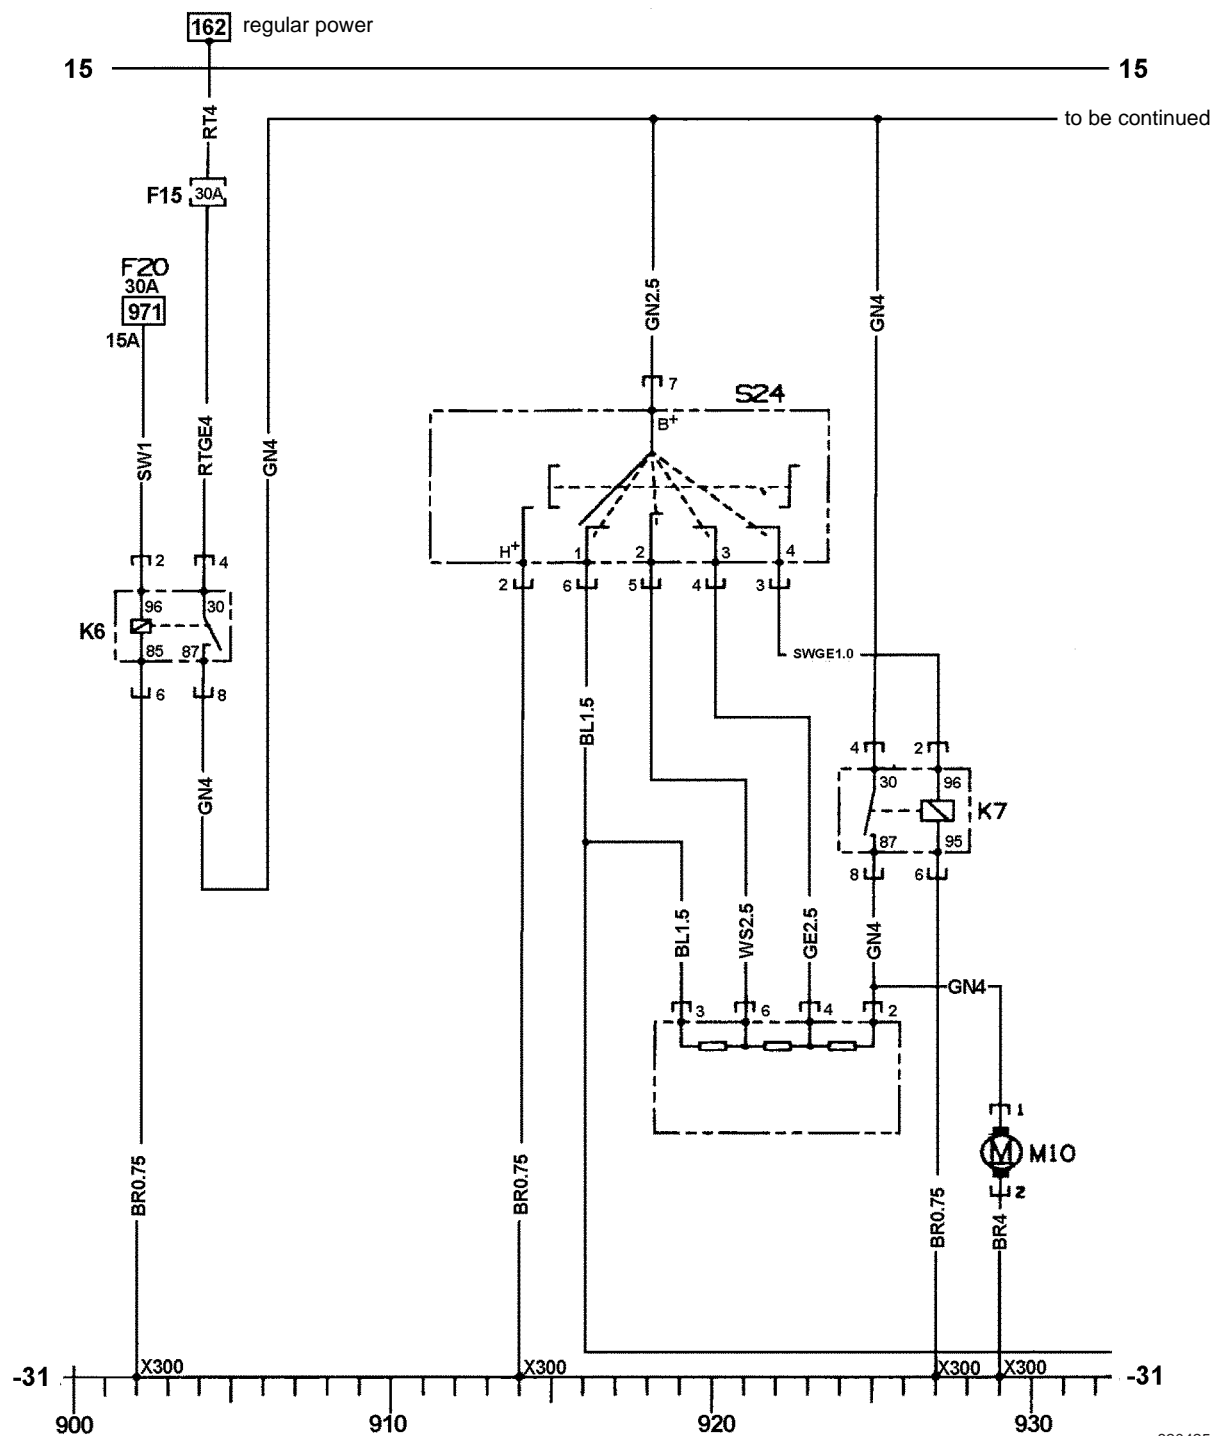 162 regular power
15 15
RT4
to be continued
F15 30A
F20
30A
971
15A
GN2.5
GN4
SW1
RTGE4
GN4
7
S24
B+
H+ 1 2 3 4
2 6 5 4 3
2 4
96 30
K6
85 87
6 8
SWGE1.0
BL1.5
GN4
4 2
30 96
K7
87 95
8 6
BL1.5
WS2.5
GE2.5
GN4
GN4
3 6 4 2
1
M M10
2
BR0.75
BR0.75
BR0.75
BR4
X300 X300 X300 X300
-31 -31
900 910 920 930